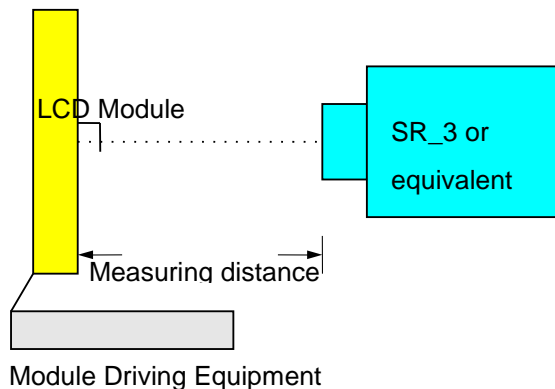 LCD Module
SR_3 or
equivalent
Measuring distance
Module Driving Equipment